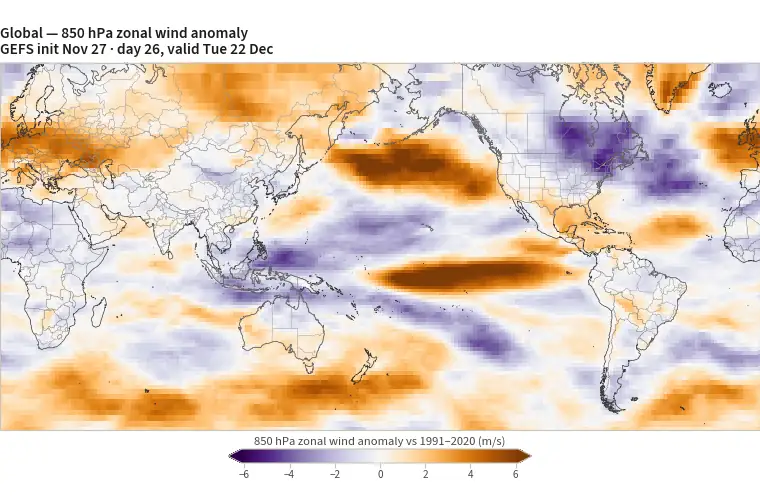 Global — 850 hPa zonal wind anomaly
GEFS init Nov 27 · day 26, valid Tue 22 Dec
850 hPa zonal wind anomaly vs 1991–2020 (m/s)
−6 −4 −2 0 2 4 6